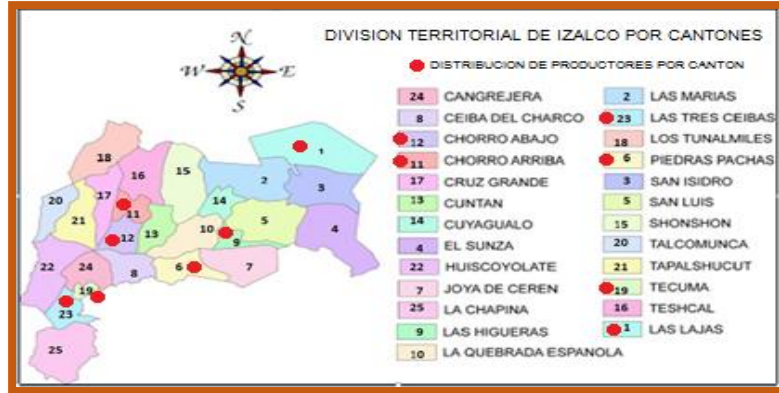 DIVISION TERRITORIAL DE IZALCO POR CANTONES
DISTRIBUCION DE PRODUCTORES POR CANTON
N
W E
S
24 CANGREJERA
8 CEIBA DEL CHARCO
12 CHORRO ABAJO
11 CHORRO ARRIBA
17 CRUZ GRANDE
13 CUNTAN
14 CUYAGUALO
4 EL SUNZA
22 HUISCOYOLATE
7 JOYA DE CEREN
25 LA CHAPINA
9 LAS HIGUERAS
10 LA QUEBRADA ESPANOLA
2 LAS MARIAS
23 LAS TRES CEIBAS
18 LOS TUNALMILES
6 PIEDRAS PACHAS
3 SAN ISIDRO
5 SAN LUIS
15 SHONSHON
20 TALCOMUNCA
21 TAPALSHUCUT
19 TECUMA
16 TESHCAL
1 LAS LAJAS
1
18
16
15
2
3
17
20
14
11
21
10
5
4
12
13
9
22
24
8
6
7
19
23
25